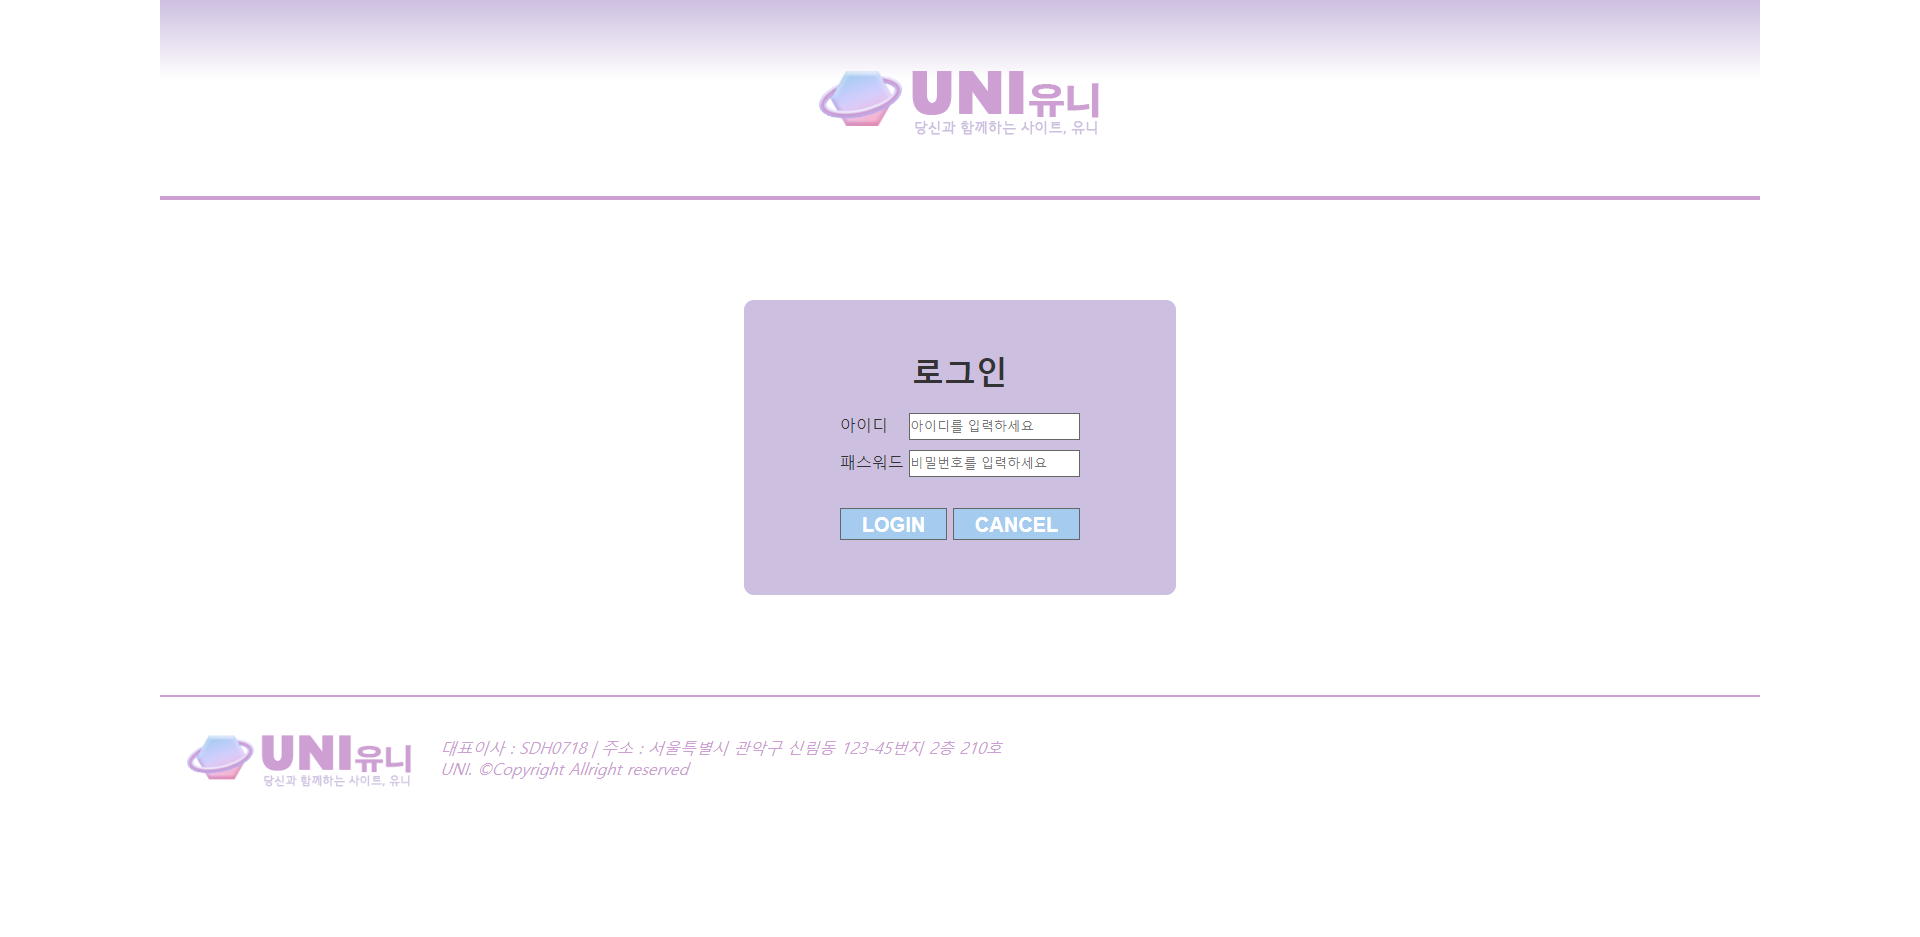 UNI유니
당신과 함께하는 사이트, 유니
로그인
아이디 아이디를 입력하세요
패스워드 비밀번호를 입력하세요
LOGIN CANCEL
UNI유니
당신과 함께하는 사이트, 유니
대표이사 : SDH0718 | 주소 : 서울특별시 관악구 신림동 123-45번지 2층 210호
UNI. ©Copyright Allright reserved